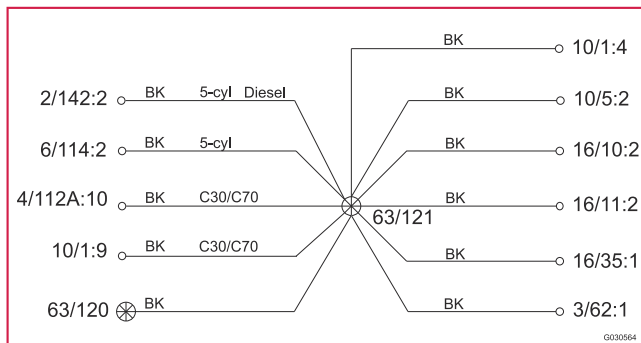 BK 10/1:4
2/142:2 BK 5-cyl Diesel BK 10/5:2
6/114:2 BK 5-cyl BK 16/10:2
4/112A:10 BK C30/C70 BK 16/11:2
63/121
10/1:9 BK C30/C70 BK 16/35:1
63/120 BK BK 3/62:1
G030564